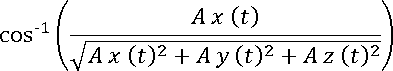 cos⁻¹ ( A x (t) / √(A x (t)² + A y (t)² + A z (t)²) )